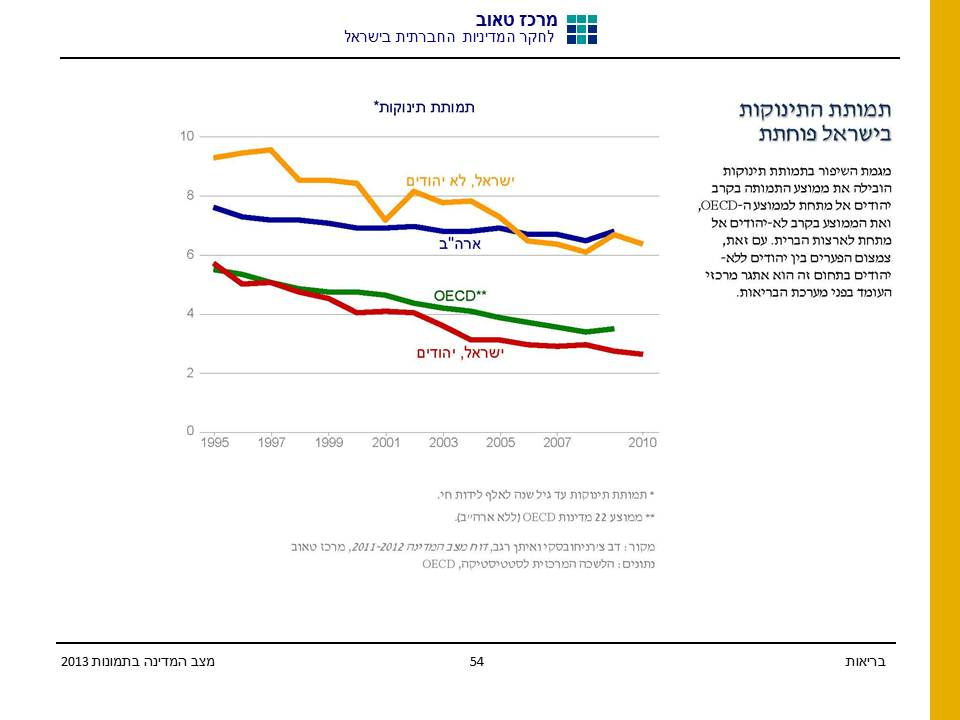 מרכז טאוב
לחקר המדיניות החברתית בישראל
תמותת התינוקות
בישראל פוחתת
מגמת השיפור בתמותת תינוקות
הובילה את ממוצע התמותה בקרב
יהודים אל מתחת לממוצע ה-OECD,
ואת הממוצע בקרב לא-יהודים אל
מתחת לארצות הברית. עם זאת,
צמצום הפערים בין יהודים ללא-
יהודים בתחום זה הוא אתגר מרכזי
העומד בפני מערכת הבריאות.
תמותת תינוקות*
10
8
6
4
2
0
ישראל, לא יהודים
ארה"ב
OECD**
ישראל, יהודים
1995 1997 1999 2001 2003 2005 2007 2010
* תמותת תינוקות עד גיל שנה לאלף לידות חי.
** ממוצע 22 מדינות OECD (ללא ארה״ב).
מקור: דב צ׳רניחובסקי ואיתן רגב, דוח מצב המדינה 2011-2012, מרכז טאוב
נתונים: הלשכה המרכזית לסטטיסטיקה, OECD
בריאות
54
מצב המדינה בתמונות 2013